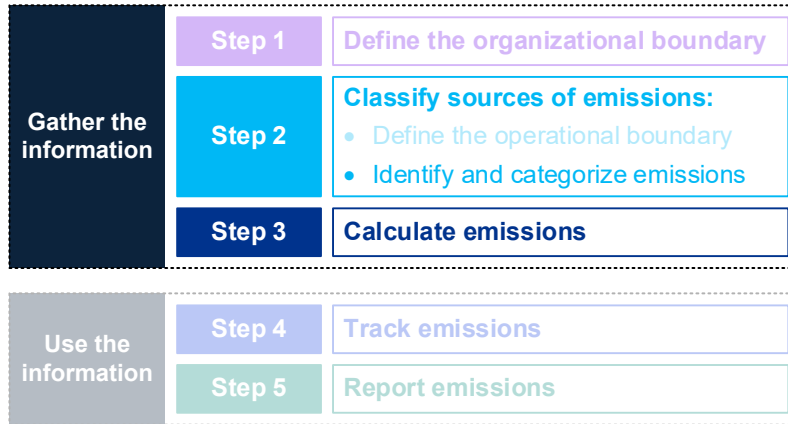 Gather the
information
Step 1
Define the organizational boundary
Step 2
Classify sources of emissions:
• Define the operational boundary
• Identify and categorize emissions
Step 3
Calculate emissions
Use the
information
Step 4
Track emissions
Step 5
Report emissions